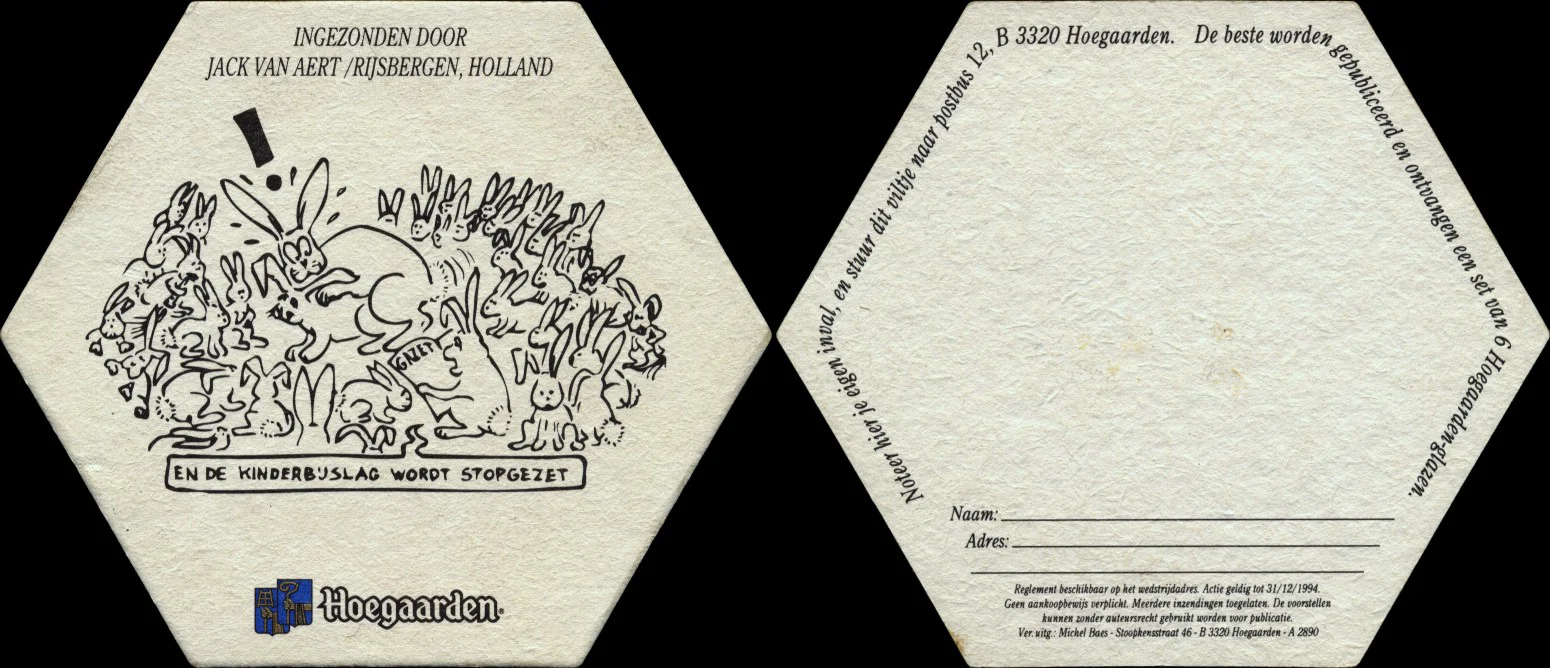 INGEZONDEN DOOR
JACK VAN AERT /RIJSBERGEN, HOLLAND
!
GAZET
EN DE KINDERBIJSLAG WORDT STOPGEZET
Hoegaarden
Noteer hier je eigen inval, en stuur dit viltje naar postbus 12, B 3320 Hoegaarden. De beste worden gepubliceerd en ontvangen een set van 6 Hoegaarden-glazen.
Naam:
Adres:
Reglement beschikbaar op het wedstrijdadres. Actie geldig tot 31/12/1994.
Geen aankoopbewijs verplicht. Meerdere inzendingen toegelaten. De voorstellen
kunnen zonder auteursrecht gebruikt worden voor publicatie.
Ver. uitg.: Michel Baes - Stoopkensstraat 46 - B 3320 Hoegaarden - A 2890